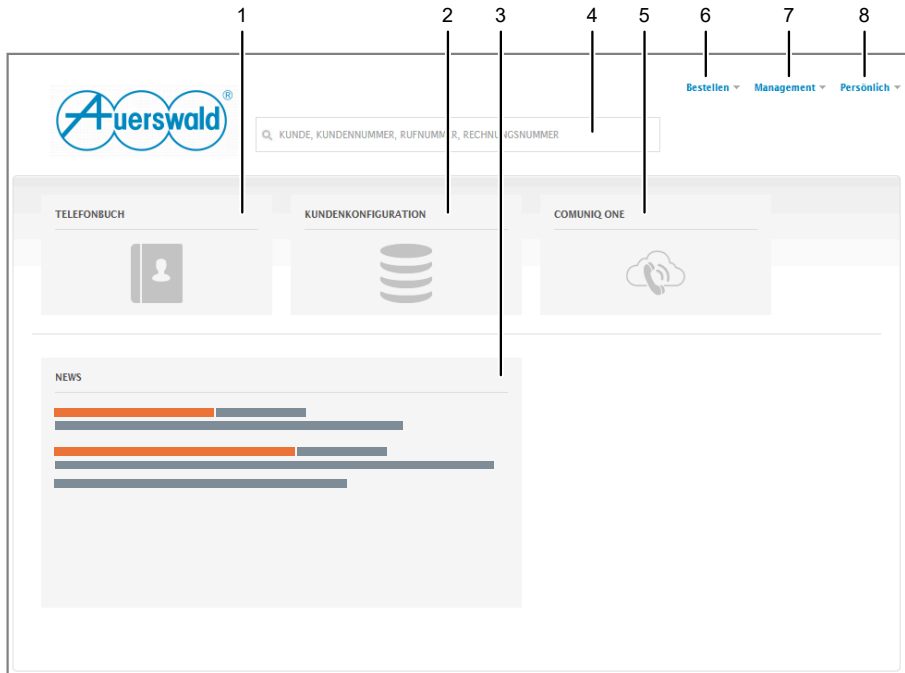 1 2 3 4 5 6 7 8
Bestellen Management Persönlich
Auerswald®
KUNDE, KUNDENNUMMER, RUFNUMMER, RECHNUNGSNUMMER
TELEFONBUCH KUNDENKONFIGURATION COMUNIQ ONE
NEWS